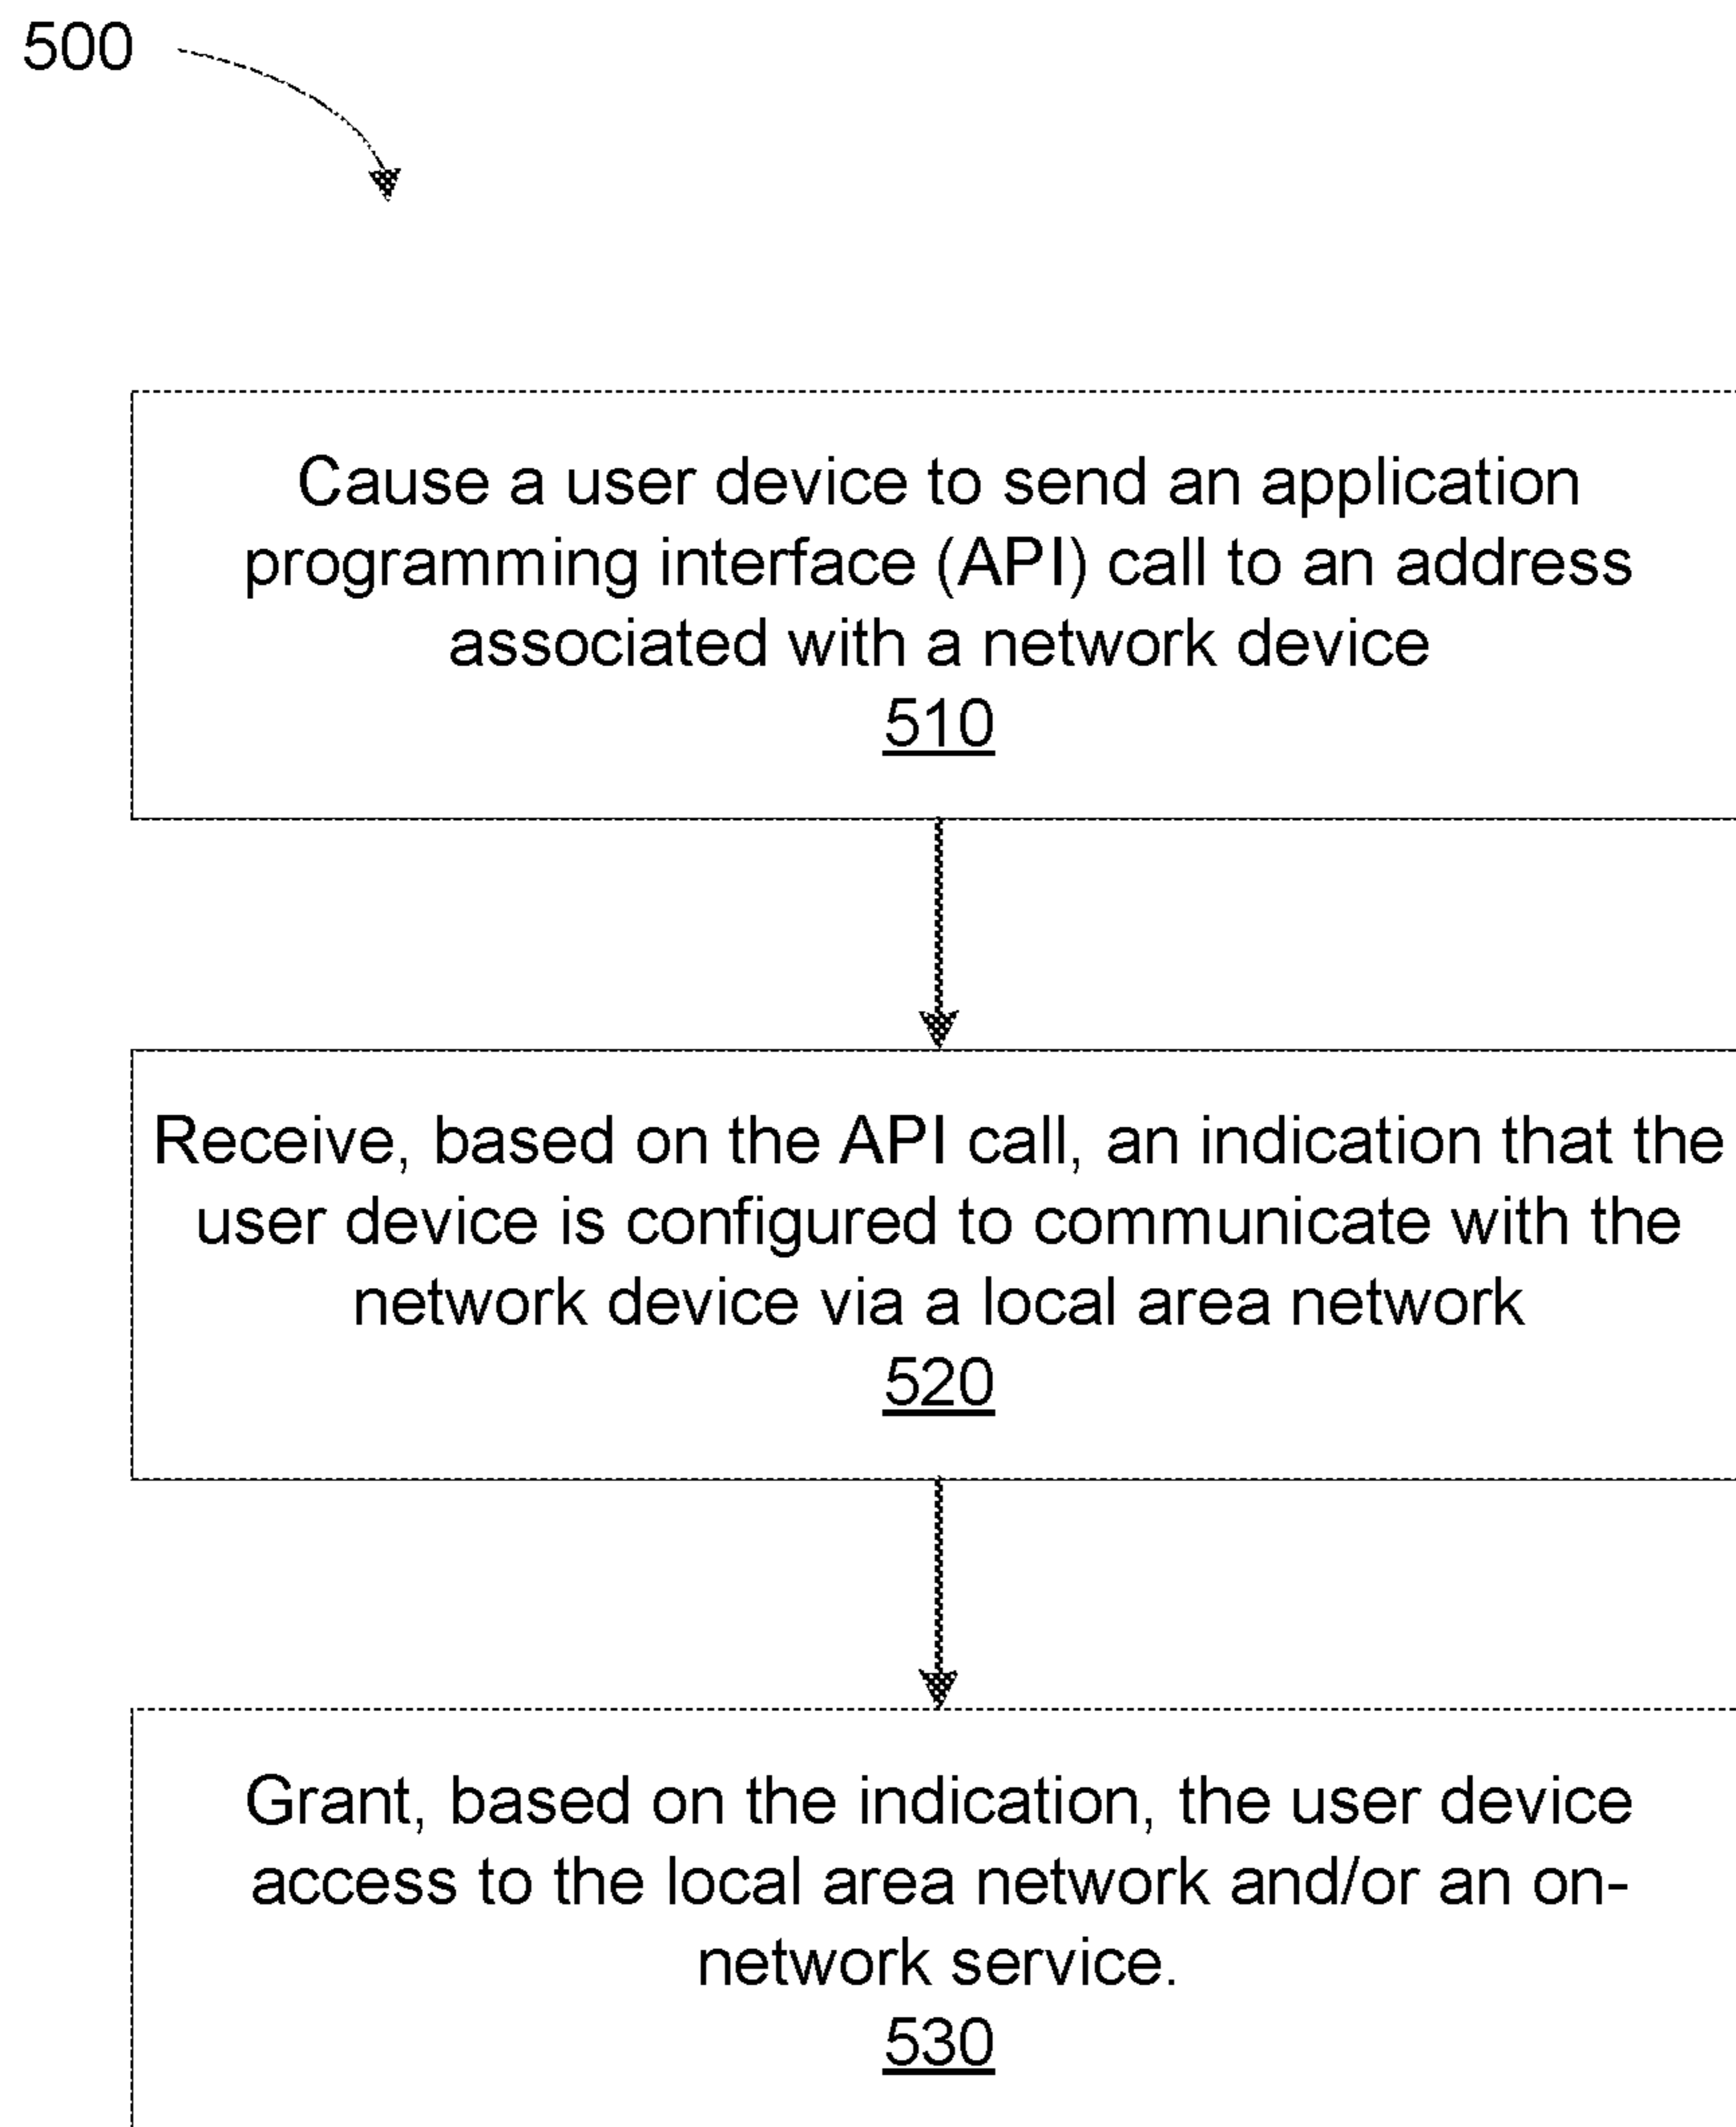 500
Cause a user device to send an application
programming interface (API) call to an address
associated with a network device
510
Receive, based on the API call, an indication that the
user device is configured to communicate with the
network device via a local area network
520
Grant, based on the indication, the user device
access to the local area network and/or an on-
network service.
530